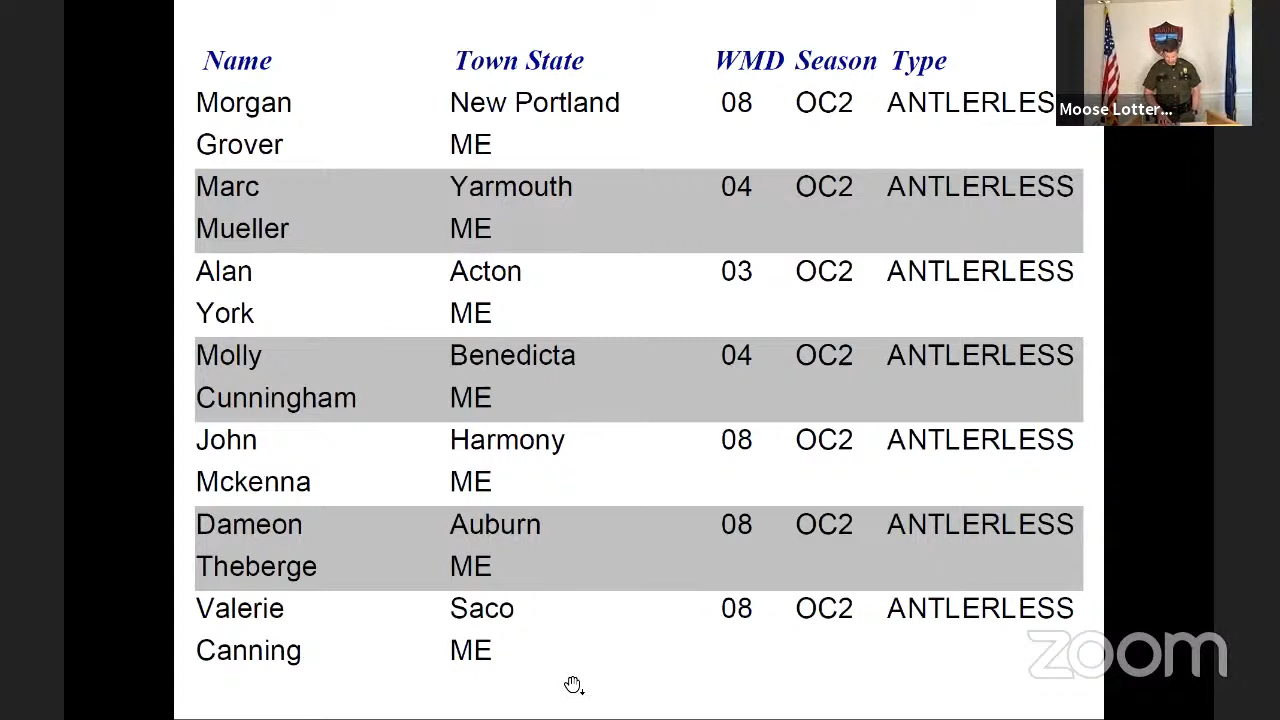 Name Town State WMD Season Type
Morgan New Portland 08 OC2 ANTLERLES
Grover ME
Marc Yarmouth 04 OC2 ANTLERLESS
Mueller ME
Alan Acton 03 OC2 ANTLERLESS
York ME
Molly Benedicta 04 OC2 ANTLERLESS
Cunningham ME
John Harmony 08 OC2 ANTLERLESS
Mckenna ME
Dameon Auburn 08 OC2 ANTLERLESS
Theberge ME
Valerie Saco 08 OC2 ANTLERLESS
Canning ME
Moose Lotter...
zoom